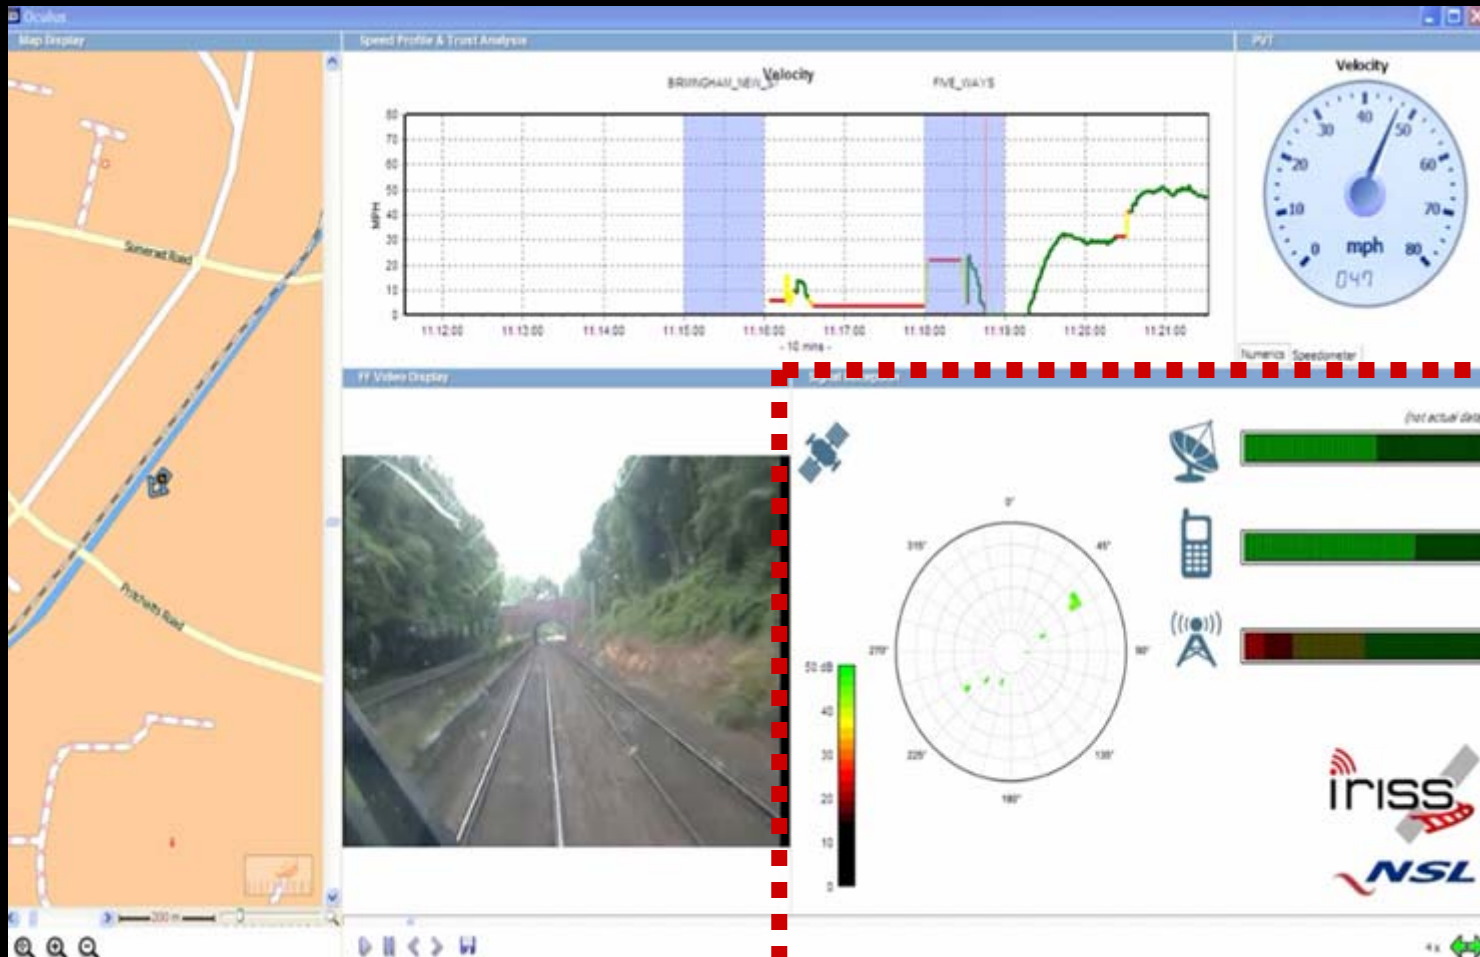 Oculus
Map Display
Speed Profile & Trust Analysis
PVT
Somerset Road
Pritchatts Road
200 m
Velocity
BIRMINGHAM_NEW_ST
FIVE_WAYS
MPH
80
70
60
50
40
30
20
10
0
11.12:00
11.13:00
11.14:00
11.15:00
11.16:00
11.17:00
11.18:00
11.19:00
11.20:00
11.21:00
- 10 mins -
Velocity
0
10
20
30
40
50
60
70
80
mph
047
Numerics
Speedometer
FF Video Display
(not actual data
0°
45°
90°
135°
180°
225°
270°
315°
50 dB
40
30
20
10
0
iriss
NSL
4 x